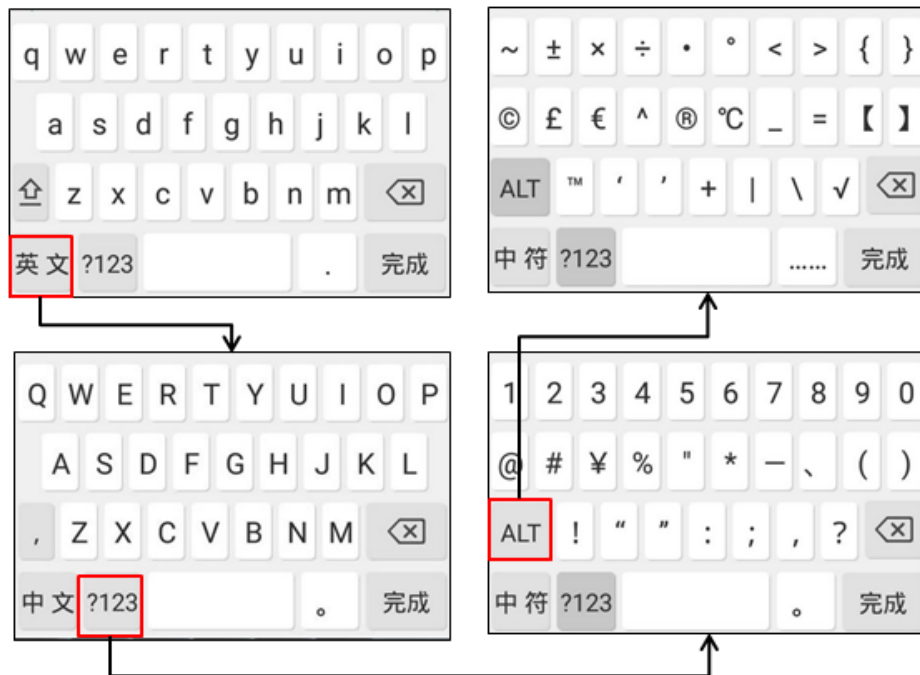 q w e r t y u i o p
a s d f g h j k l
z x c v b n m
英文 ?123 . 完成
~ ± × ÷ • ° < > { }
© £ € ^ ® ℃ _ = 【 】
ALT ™ ‘ ’ + | \ √
中符 ?123 …… 完成
Q W E R T Y U I O P
A S D F G H J K L
, Z X C V B N M
中文 ?123 。 完成
1 2 3 4 5 6 7 8 9 0
@ # ¥ % " * — 、 ( )
ALT ! “ ” : ; , ?
中符 ?123 。 完成